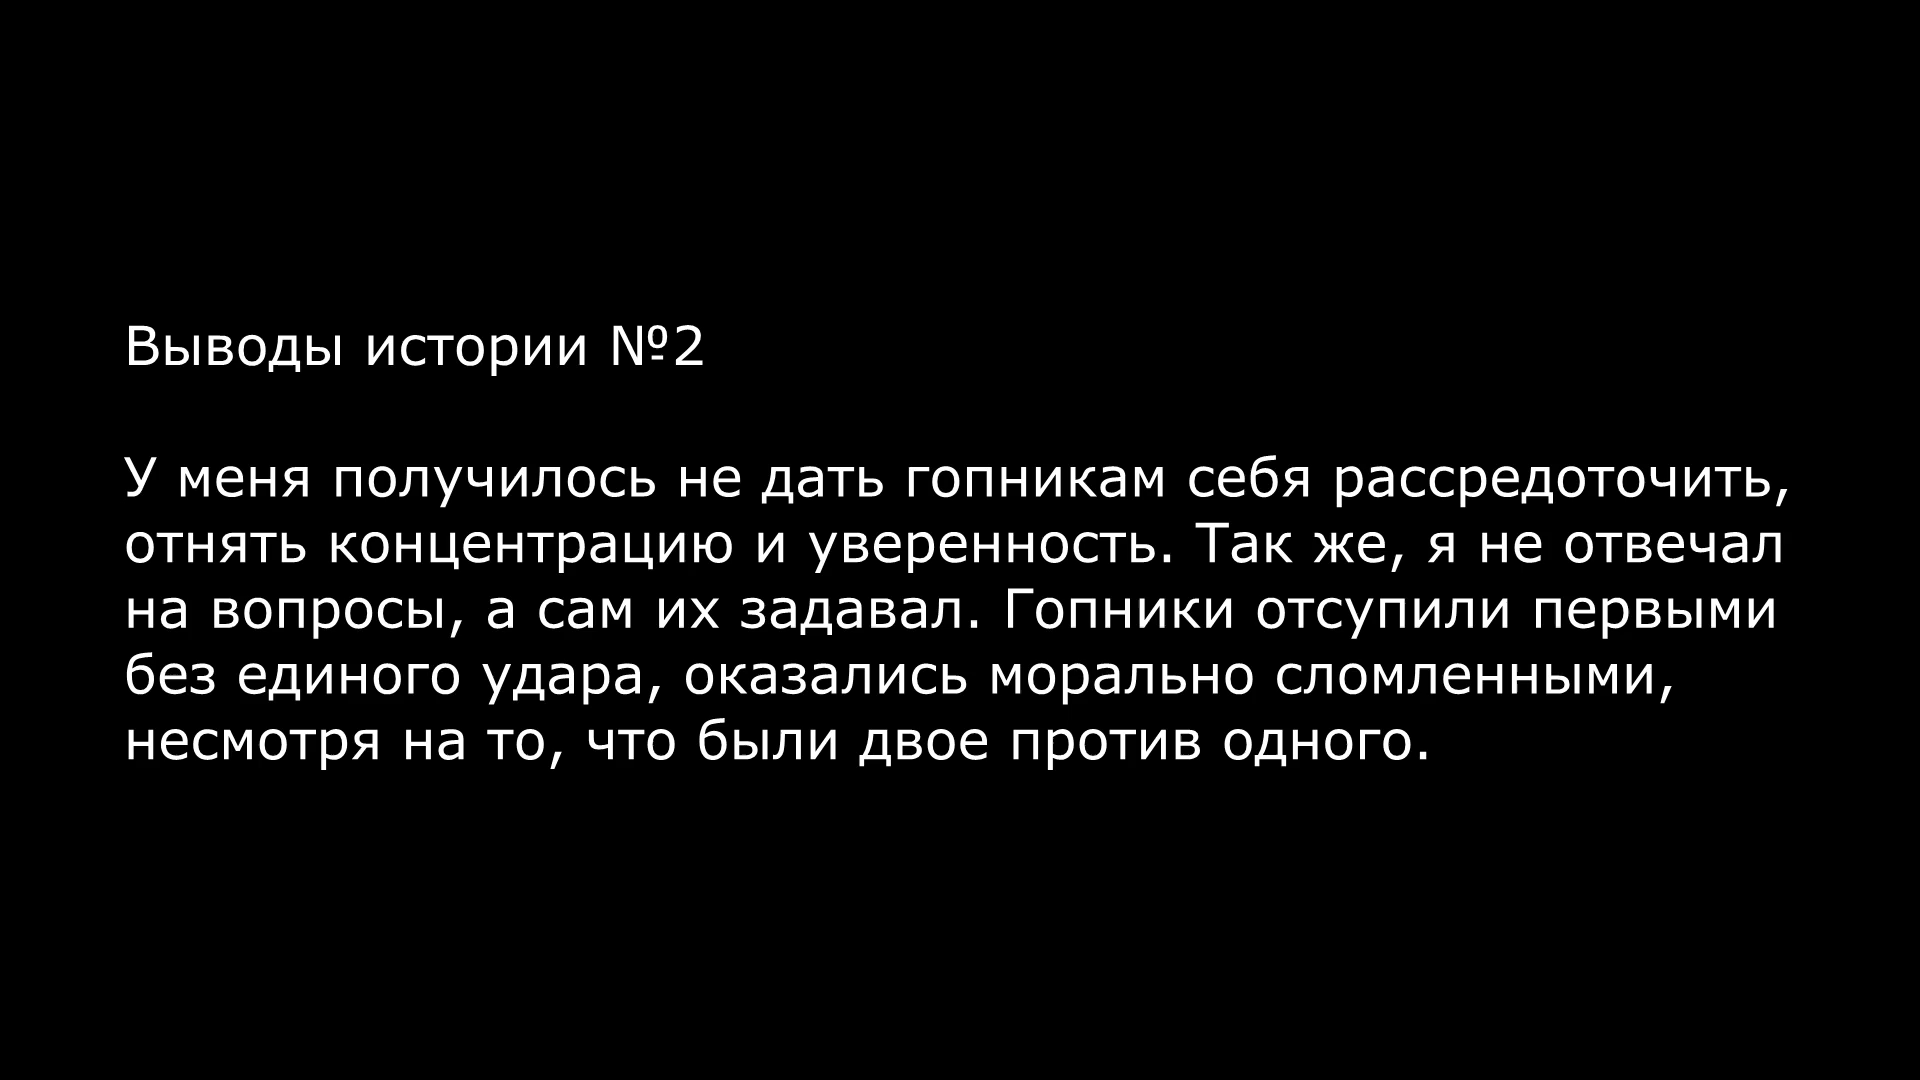 Выводы истории №2
У меня получилось не дать гопникам себя рассредоточить,
отнять концентрацию и уверенность. Так же, я не отвечал
на вопросы, а сам их задавал. Гопники отсупили первыми
без единого удара, оказались морально сломленными,
несмотря на то, что были двое против одного.